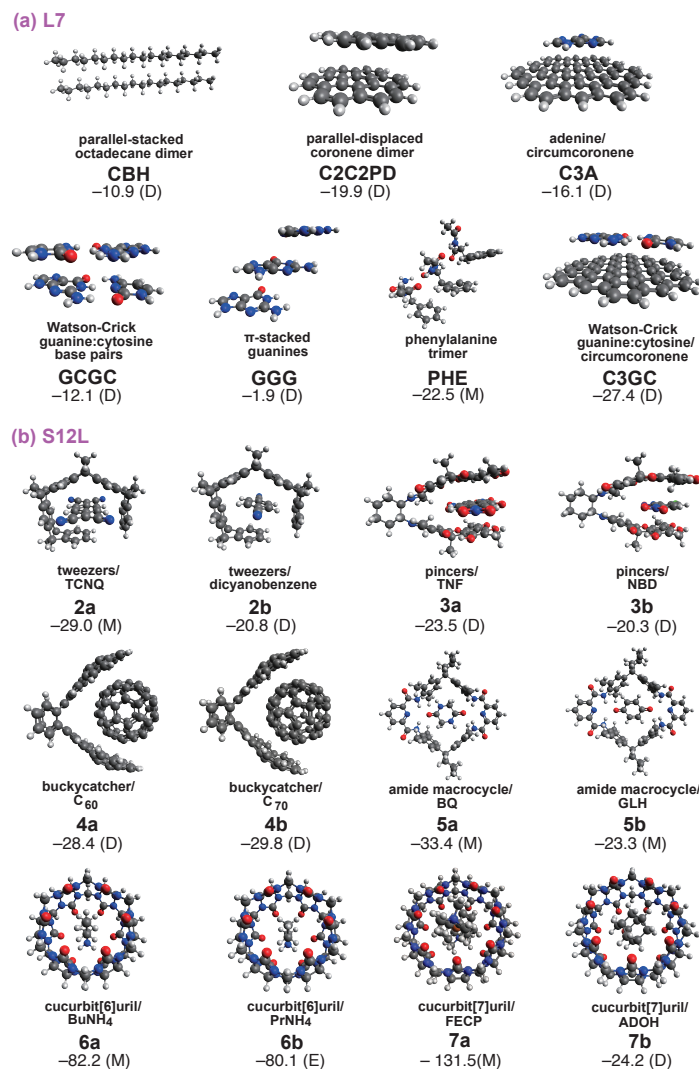 (a) L7
parallel-stacked
octadecane dimer
CBH
−10.9 (D)
parallel-displaced
coronene dimer
C2C2PD
−19.9 (D)
adenine/
circumcoronene
C3A
−16.1 (D)
Watson-Crick
guanine:cytosine
base pairs
GCGC
−12.1 (D)
π-stacked
guanines
GGG
−1.9 (D)
phenylalanine
trimer
PHE
−22.5 (M)
Watson-Crick
guanine:cytosine/
circumcoronene
C3GC
−27.4 (D)
(b) S12L
tweezers/
TCNQ
2a
−29.0 (M)
tweezers/
dicyanobenzene
2b
−20.8 (D)
pincers/
TNF
3a
−23.5 (D)
pincers/
NBD
3b
−20.3 (D)
buckycatcher/
C60
4a
−28.4 (D)
buckycatcher/
C70
4b
−29.8 (D)
amide macrocycle/
BQ
5a
−33.4 (M)
amide macrocycle/
GLH
5b
−23.3 (M)
cucurbit[6]uril/
BuNH4
6a
−82.2 (M)
cucurbit[6]uril/
PrNH4
6b
−80.1 (E)
cucurbit[7]uril/
FECP
7a
− 131.5(M)
cucurbit[7]uril/
ADOH
7b
−24.2 (D)